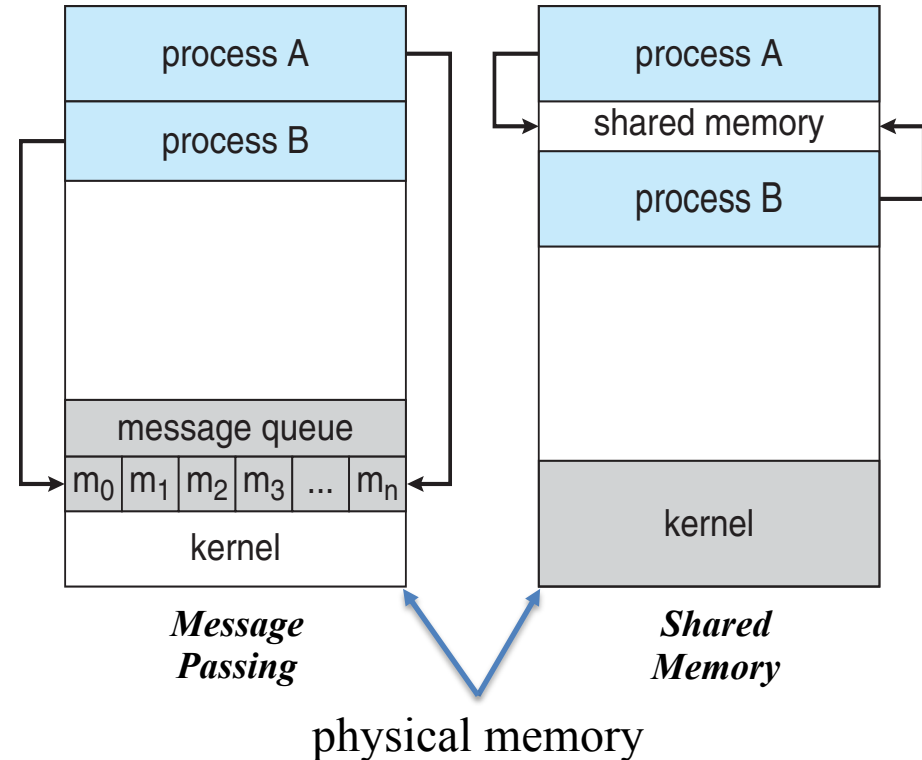 process A
process B
message queue
m0 m1 m2 m3 ... mn
kernel
Message
Passing
process A
shared memory
process B
kernel
Shared
Memory
physical memory